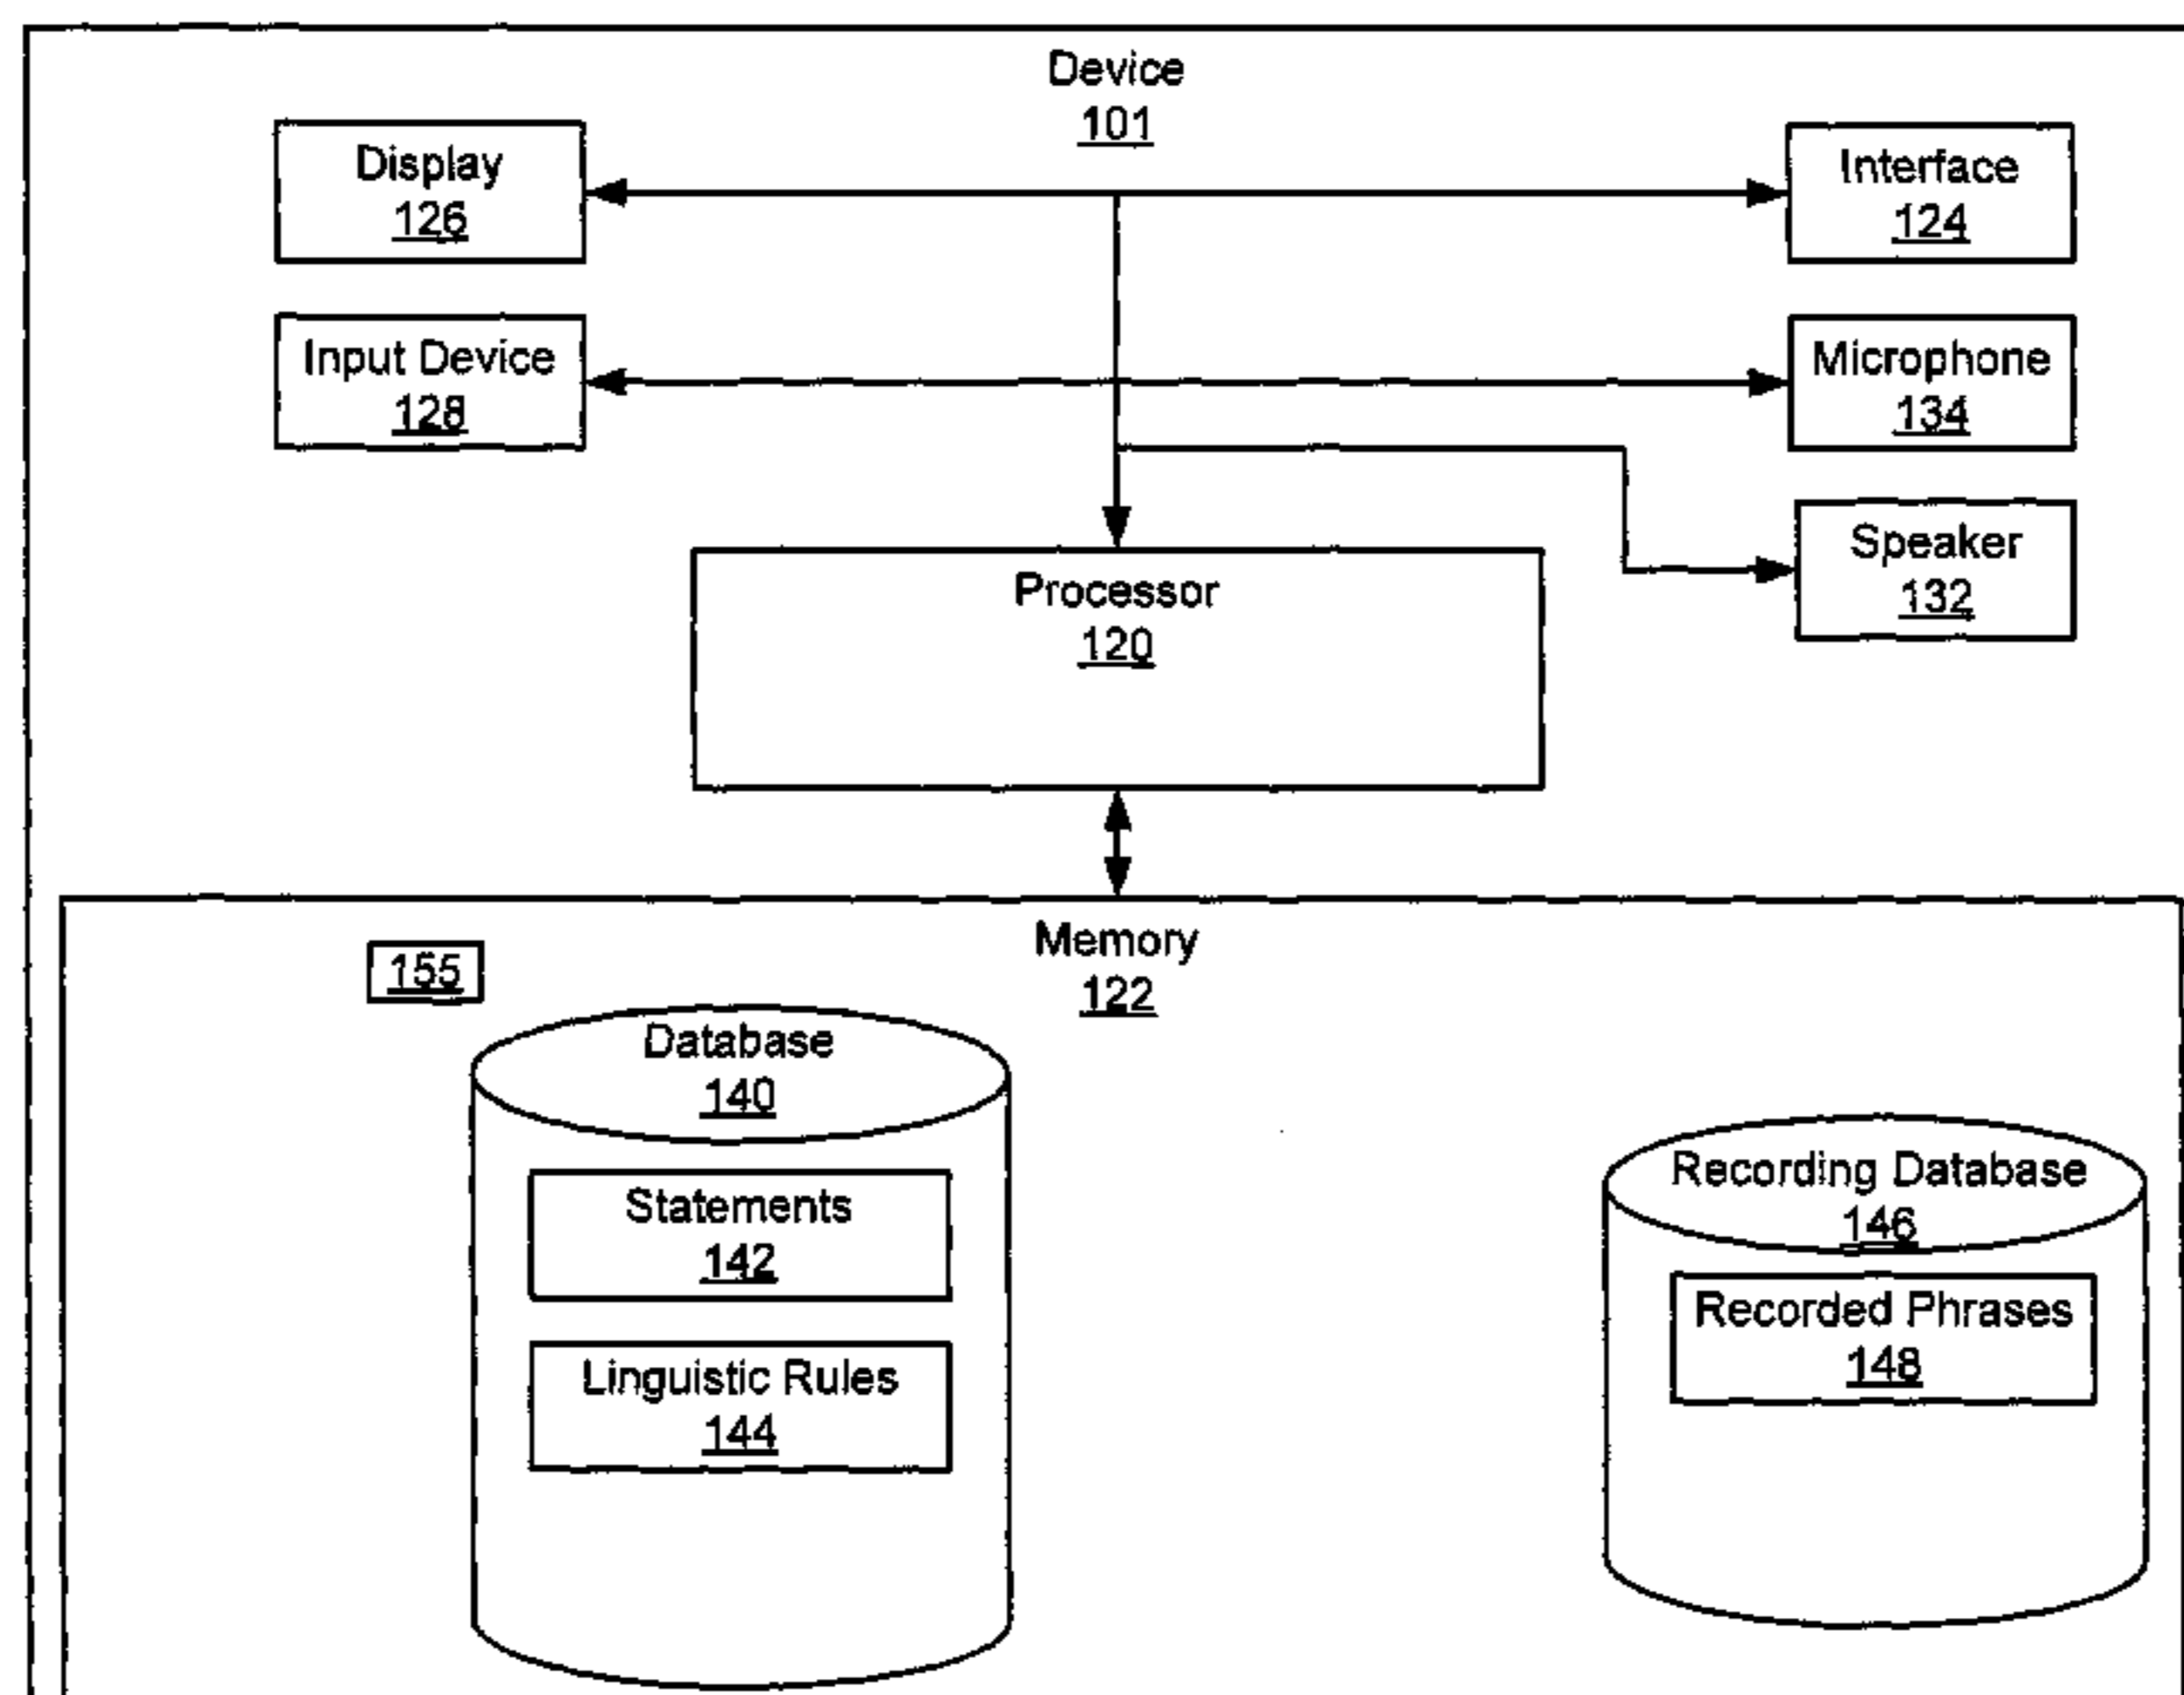 Device
101
Display
126
Interface
124
Input Device
128
Microphone
134
Speaker
132
Processor
120
Memory
122
155
Database
140
Statements
142
Linguistic Rules
144
Recording Database
146
Recorded Phrases
148